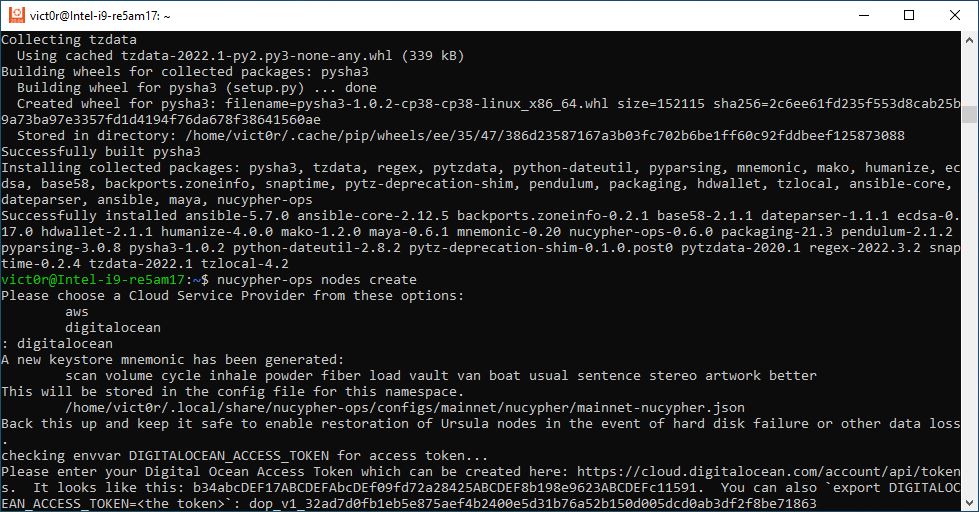 vict0r@Intel-i9-re5am17: ~
Collecting tzdata
  Using cached tzdata-2022.1-py2.py3-none-any.whl (339 kB)
Building wheels for collected packages: pysha3
  Building wheel for pysha3 (setup.py) ... done
  Created wheel for pysha3: filename=pysha3-1.0.2-cp38-cp38-linux_x86_64.whl size=152115 sha256=2c6ee61fd235f553d8cab25b
9a73ba97e3357fd1d4194f76da678f38641560ae
  Stored in directory: /home/vict0r/.cache/pip/wheels/ee/35/47/386d23587167a3b03fc702b6be1ff60c92fddbeef125873088
Successfully built pysha3
Installing collected packages: pysha3, tzdata, regex, pytzdata, python-dateutil, pyparsing, mnemonic, mako, humanize, ec
dsa, base58, backports.zoneinfo, snaptime, pytz-deprecation-shim, pendulum, packaging, hdwallet, tzlocal, ansible-core,
dateparser, ansible, maya, nucypher-ops
Successfully installed ansible-5.7.0 ansible-core-2.12.5 backports.zoneinfo-0.2.1 base58-2.1.1 dateparser-1.1.1 ecdsa-0.
17.0 hdwallet-2.1.1 humanize-4.0.0 mako-1.2.0 maya-0.6.1 mnemonic-0.20 nucypher-ops-0.6.0 packaging-21.3 pendulum-2.1.2
pyparsing-3.0.8 pysha3-1.0.2 python-dateutil-2.8.2 pytz-deprecation-shim-0.1.0.post0 pytzdata-2020.1 regex-2022.3.2 snap
time-0.2.4 tzdata-2022.1 tzlocal-4.2
vict0r@Intel-i9-re5am17:~$ nucypher-ops nodes create
Please choose a Cloud Service Provider from these options:
        aws
        digitalocean
: digitalocean
A new keystore mnemonic has been generated:
        scan volume cycle inhale powder fiber load vault van boat usual sentence stereo artwork better
This will be stored in the config file for this namespace.
        /home/vict0r/.local/share/nucypher-ops/configs/mainnet/nucypher/mainnet-nucypher.json
Back this up and keep it safe to enable restoration of Ursula nodes in the event of hard disk failure or other data loss
.
checking envvar DIGITALOCEAN_ACCESS_TOKEN for access token...
Please enter your Digital Ocean Access Token which can be created here: https://cloud.digitalocean.com/account/api/token
s.  It looks like this: b34abcDEF17ABCDEFAbcDEf09fd72a28425ABCDEF8b198e9623ABCDEFc11591.  You can also `export DIGITALOC
EAN_ACCESS_TOKEN=<the token>`: dop_v1_32ad7d0fb1eb5e875aef4b2400e5d31b76a52b150d005dcd0ab3df2f8be71863